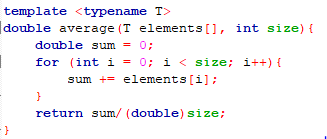 template <typename T>
double average(T elements[], int size){
    double sum = 0;
    for (int i = 0; i < size; i++){
        sum += elements[i];
    }
    return sum/(double)size;
}